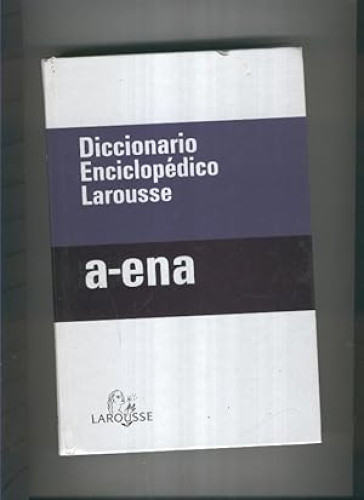 Diccionario
Enciclopédico
Larousse
a-ena
LAROUSSE